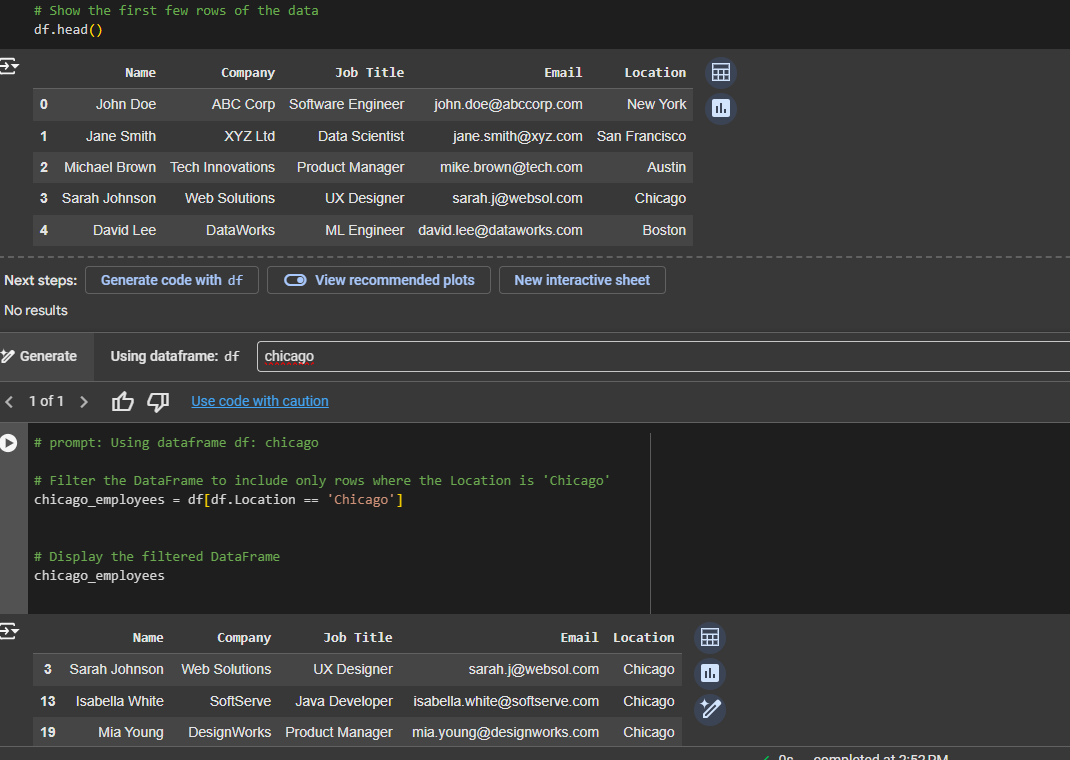 # Show the first few rows of the data
df.head()
Name Company Job Title Email Location
0 John Doe ABC Corp Software Engineer john.doe@abccorp.com New York
1 Jane Smith XYZ Ltd Data Scientist jane.smith@xyz.com San Francisco
2 Michael Brown Tech Innovations Product Manager mike.brown@tech.com Austin
3 Sarah Johnson Web Solutions UX Designer sarah.j@websol.com Chicago
4 David Lee DataWorks ML Engineer david.lee@dataworks.com Boston
Next steps: Generate code with df View recommended plots New interactive sheet
No results
Generate Using dataframe: df chicago
1 of 1 Use code with caution
# prompt: Using dataframe df: chicago
# Filter the DataFrame to include only rows where the Location is 'Chicago'
chicago_employees = df[df.Location == 'Chicago']
# Display the filtered DataFrame
chicago_employees
Name Company Job Title Email Location
3 Sarah Johnson Web Solutions UX Designer sarah.j@websol.com Chicago
13 Isabella White SoftServe Java Developer isabella.white@softserve.com Chicago
19 Mia Young DesignWorks Product Manager mia.young@designworks.com Chicago
0s completed at 2:52 PM